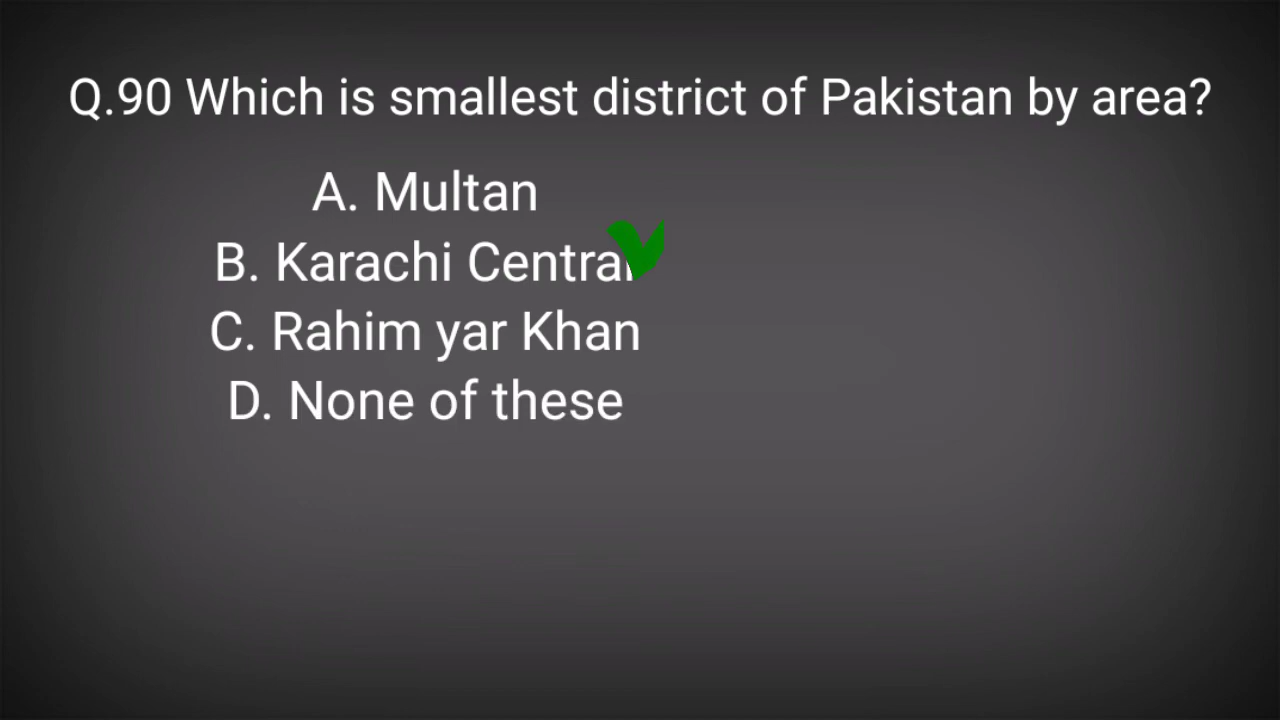 Q.90 Which is smallest district of Pakistan by area?
A. Multan
B. Karachi Central
C. Rahim yar Khan
D. None of these